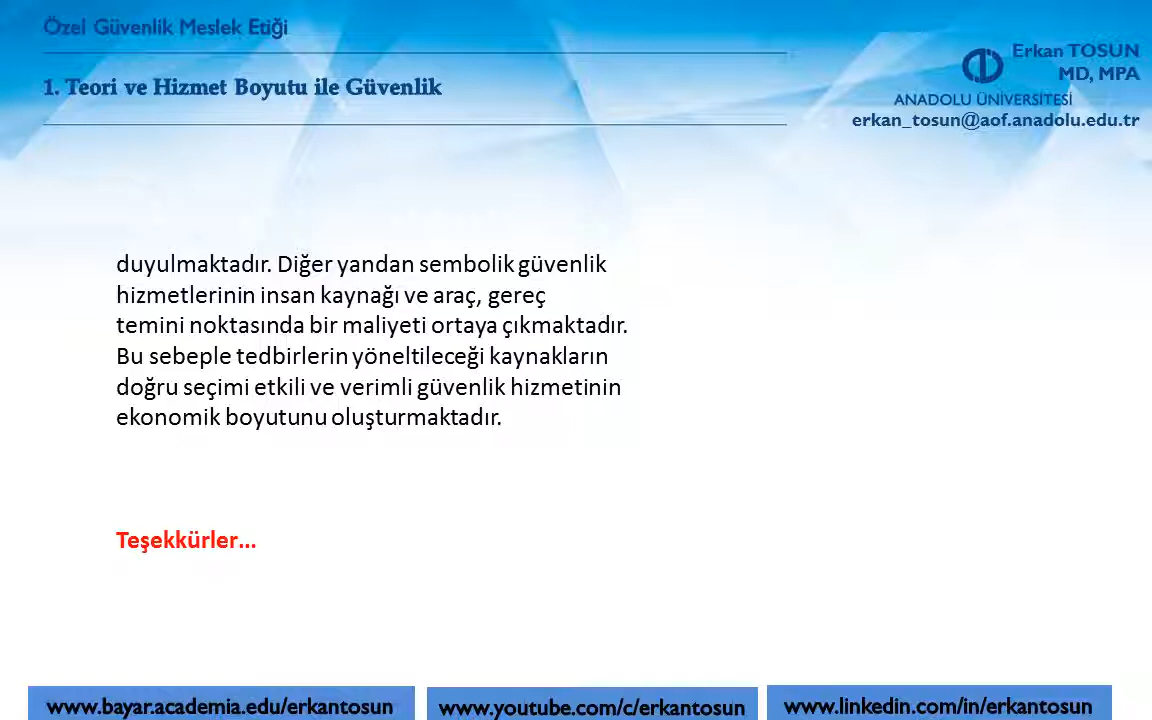 Özel Güvenlik Meslek Etiği
1. Teori ve Hizmet Boyutu ile Güvenlik
Erkan TOSUN
MD, MPA
ANADOLU ÜNİVERSİTESİ
erkan_tosun@aof.anadolu.edu.tr
duyulmaktadır. Diğer yandan sembolik güvenlik
hizmetlerinin insan kaynağı ve araç, gereç
temini noktasında bir maliyeti ortaya çıkmaktadır.
Bu sebeple tedbirlerin yöneltileceği kaynakların
doğru seçimi etkili ve verimli güvenlik hizmetinin
ekonomik boyutunu oluşturmaktadır.
Teşekkürler...
www.bayar.academia.edu/erkantosun
www.youtube.com/c/erkantosun
www.linkedin.com/in/erkantosun